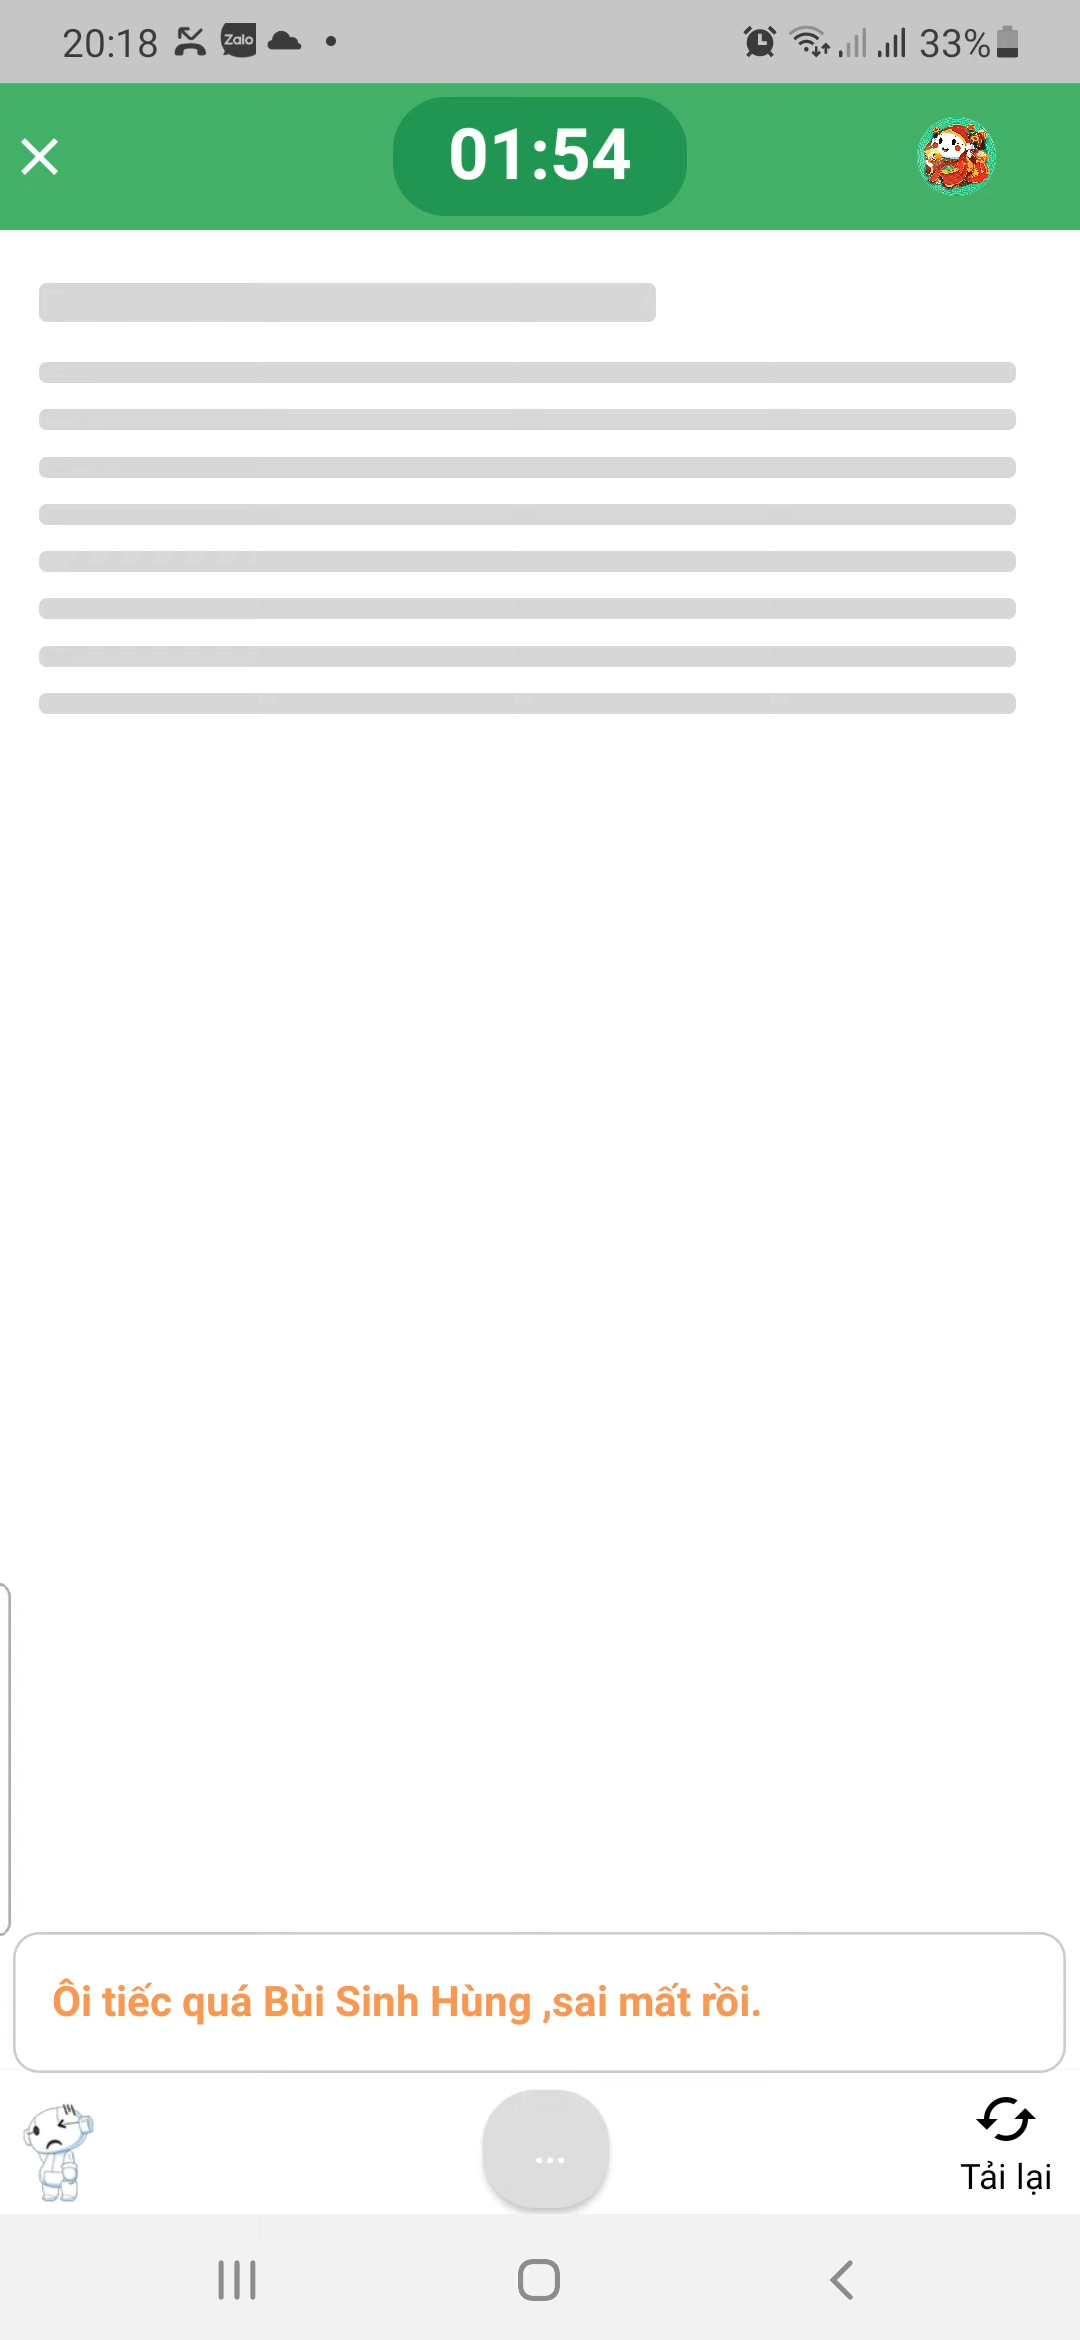 20:18 Zalo 33%
01:54
Ôi tiếc quá Bùi Sinh Hùng ,sai mất rồi.
...
Tải lại